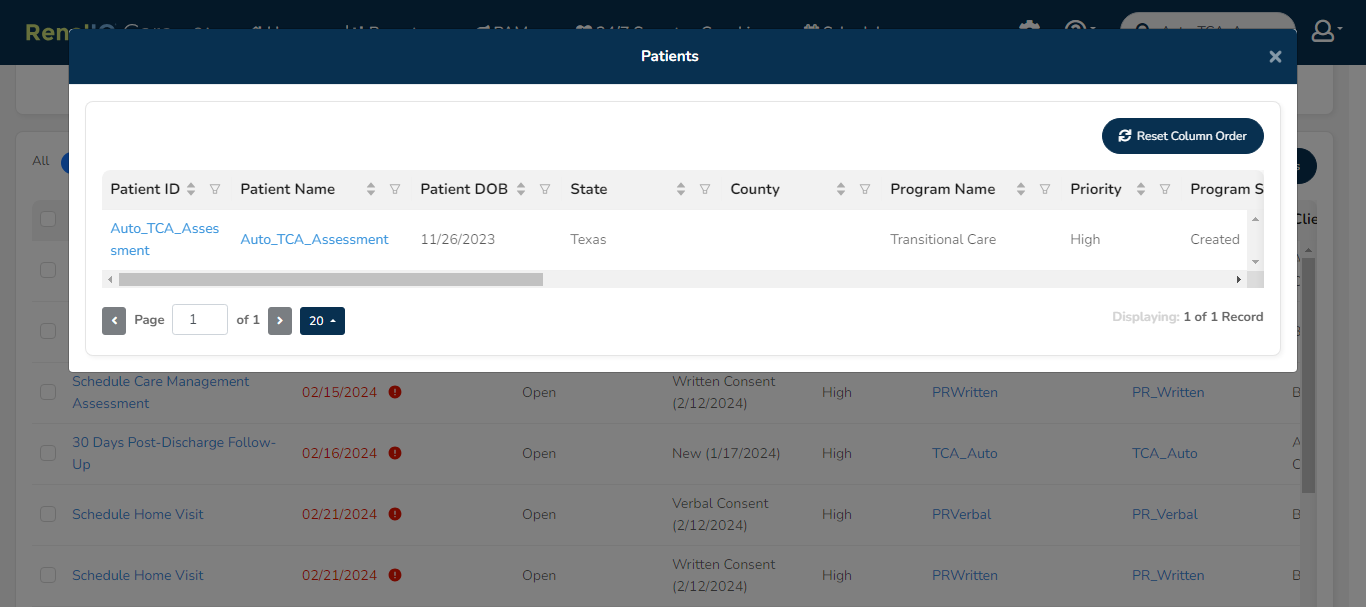 Patients
Reset Column Order
Patient ID Patient Name Patient DOB State County Program Name Priority Program S
Auto_TCA_Asses
sment
Auto_TCA_Assessment 11/26/2023 Texas Transitional Care High Created
Page 1 of 1 20
Displaying: 1 of 1 Record
All
Schedule Care Management
Assessment
02/15/2024 Open
Written Consent
(2/12/2024)
High PRWritten PR_Written B
30 Days Post-Discharge Follow-
Up
02/16/2024 Open New (1/17/2024) High TCA_Auto TCA_Auto
Schedule Home Visit 02/21/2024 Open
Verbal Consent
(2/12/2024)
High PRVerbal PR_Verbal B
Schedule Home Visit 02/21/2024 Open
Written Consent
(2/12/2024)
High PRWritten PR_Written B